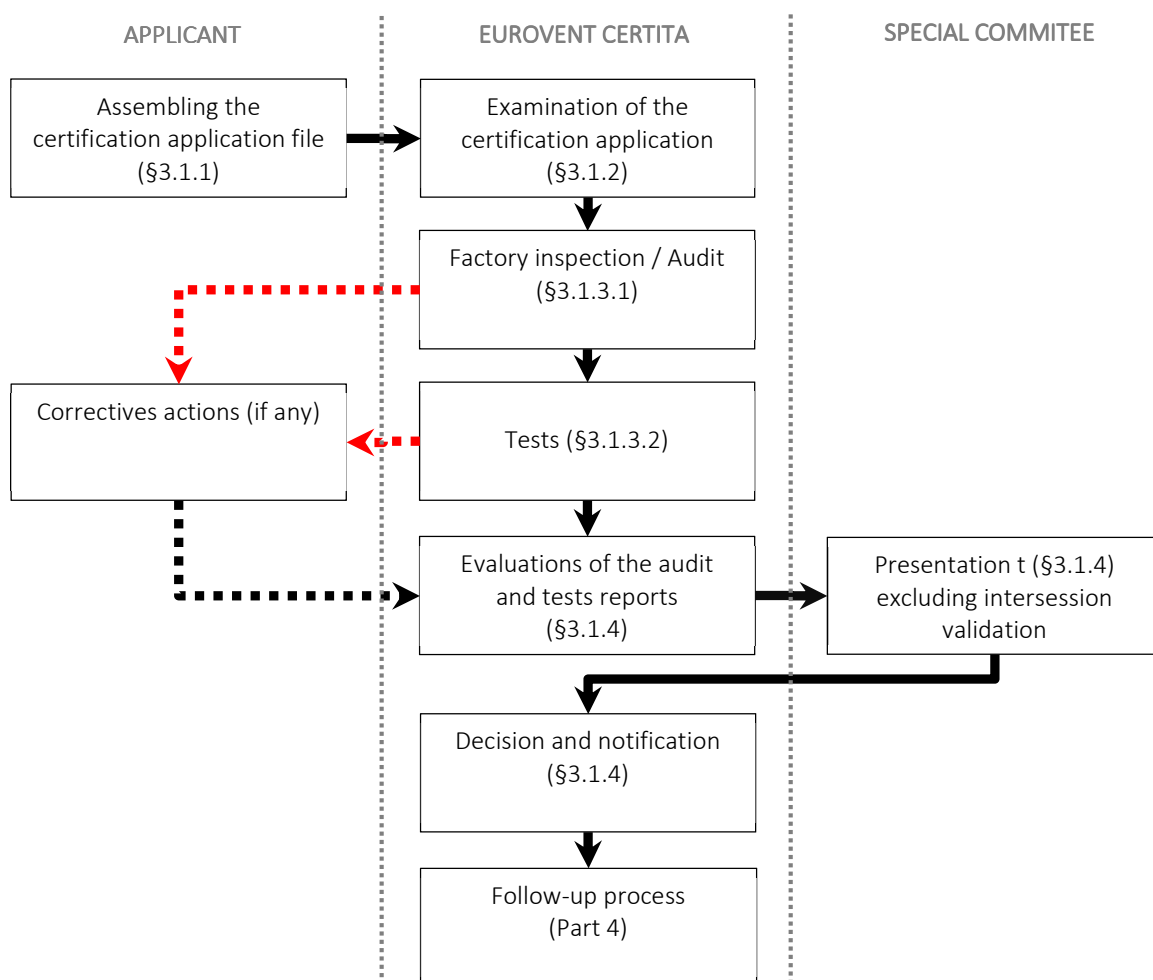 APPLICANT
EUROVENT CERTITA
SPECIAL COMMITEE
Assembling the
certification application file
(§3.1.1)
Examination of the
certification application
(§3.1.2)
Factory inspection / Audit
(§3.1.3.1)
Correctives actions (if any)
Tests (§3.1.3.2)
Evaluations of the audit
and tests reports
(§3.1.4)
Presentation t (§3.1.4)
excluding intersession
validation
Decision and notification
(§3.1.4)
Follow-up process
(Part 4)